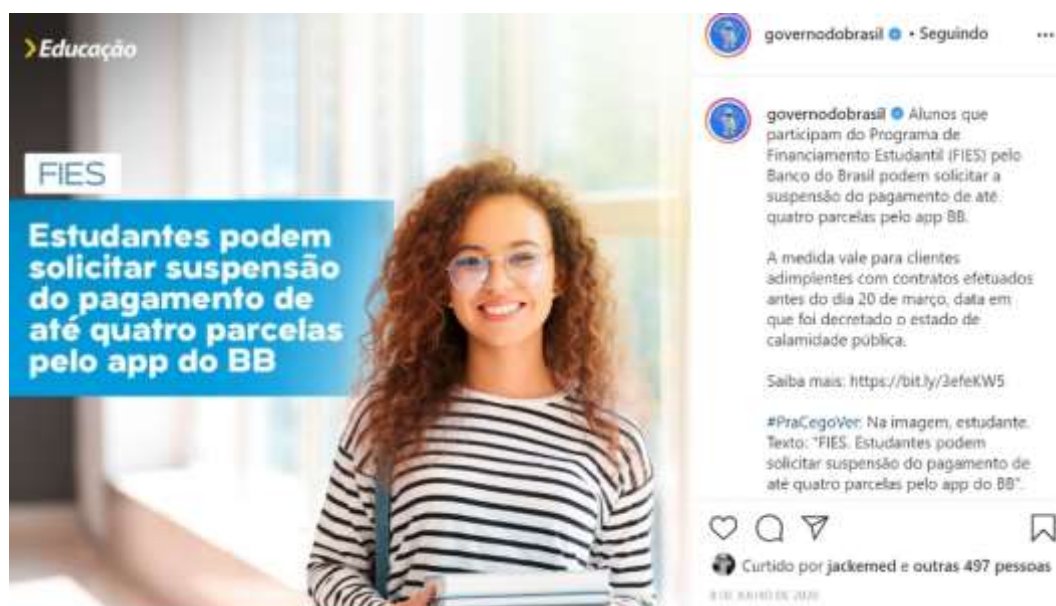 Educação
FIES
Estudantes podem
solicitar suspensão
do pagamento de
até quatro parcelas
pelo app do BB
governodobrasil • Seguindo
governodobrasil Alunos que
participam do Programa de
Financiamento Estudantil (FIES) pelo
Banco do Brasil podem solicitar a
suspensão do pagamento de até
quatro parcelas pelo app BB.
A medida vale para clientes
adimplentes com contratos efetuados
antes do dia 20 de março, data em
que foi decretado o estado de
calamidade pública.
Saiba mais: https://bit.ly/3efeKW5
#PraCegoVer: Na imagem, estudante.
Texto: "FIES. Estudantes podem
solicitar suspensão do pagamento de
até quatro parcelas pelo app do BB".
Curtido por jackemed e outras 497 pessoas
DE 2020